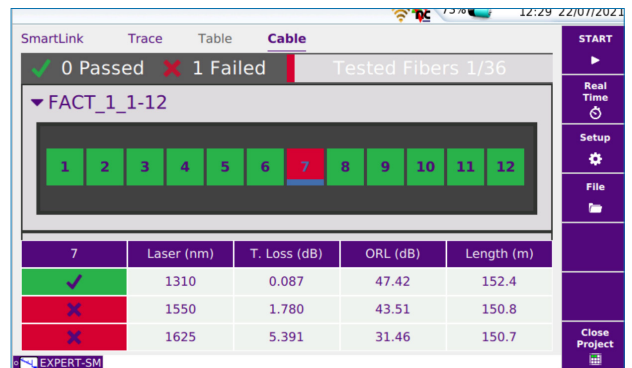 73% 12:29 22/07/2021
SmartLink Trace Table Cable
0 Passed 1 Failed Tested Fibers 1/36
FACT_1_1-12
1 2 3 4 5 6 7 8 9 10 11 12
7 Laser (nm) T. Loss (dB) ORL (dB) Length (m)
1310 0.087 47.42 152.4
1550 1.780 43.51 150.8
1625 5.391 31.46 150.7
EXPERT-SM
START
Real
Time
Setup
File
Close
Project